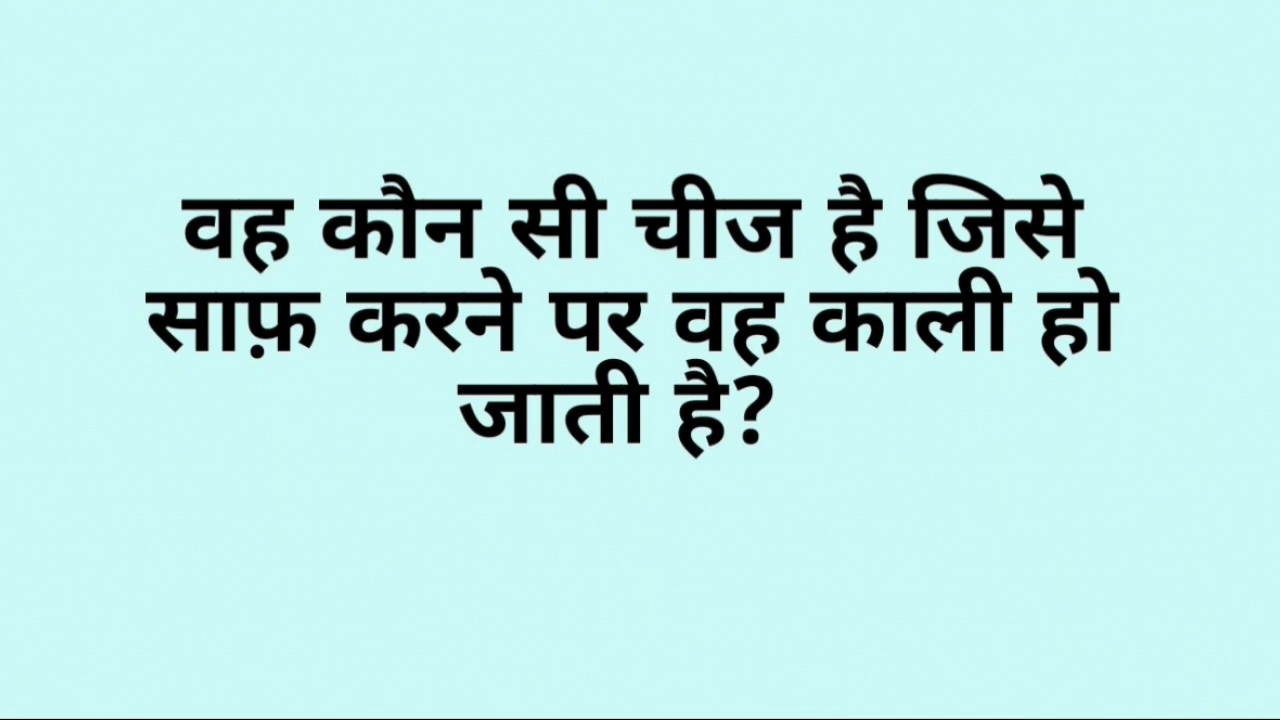 वह कौन सी चीज है जिसे
साफ़ करने पर वह काली हो
जाती है?